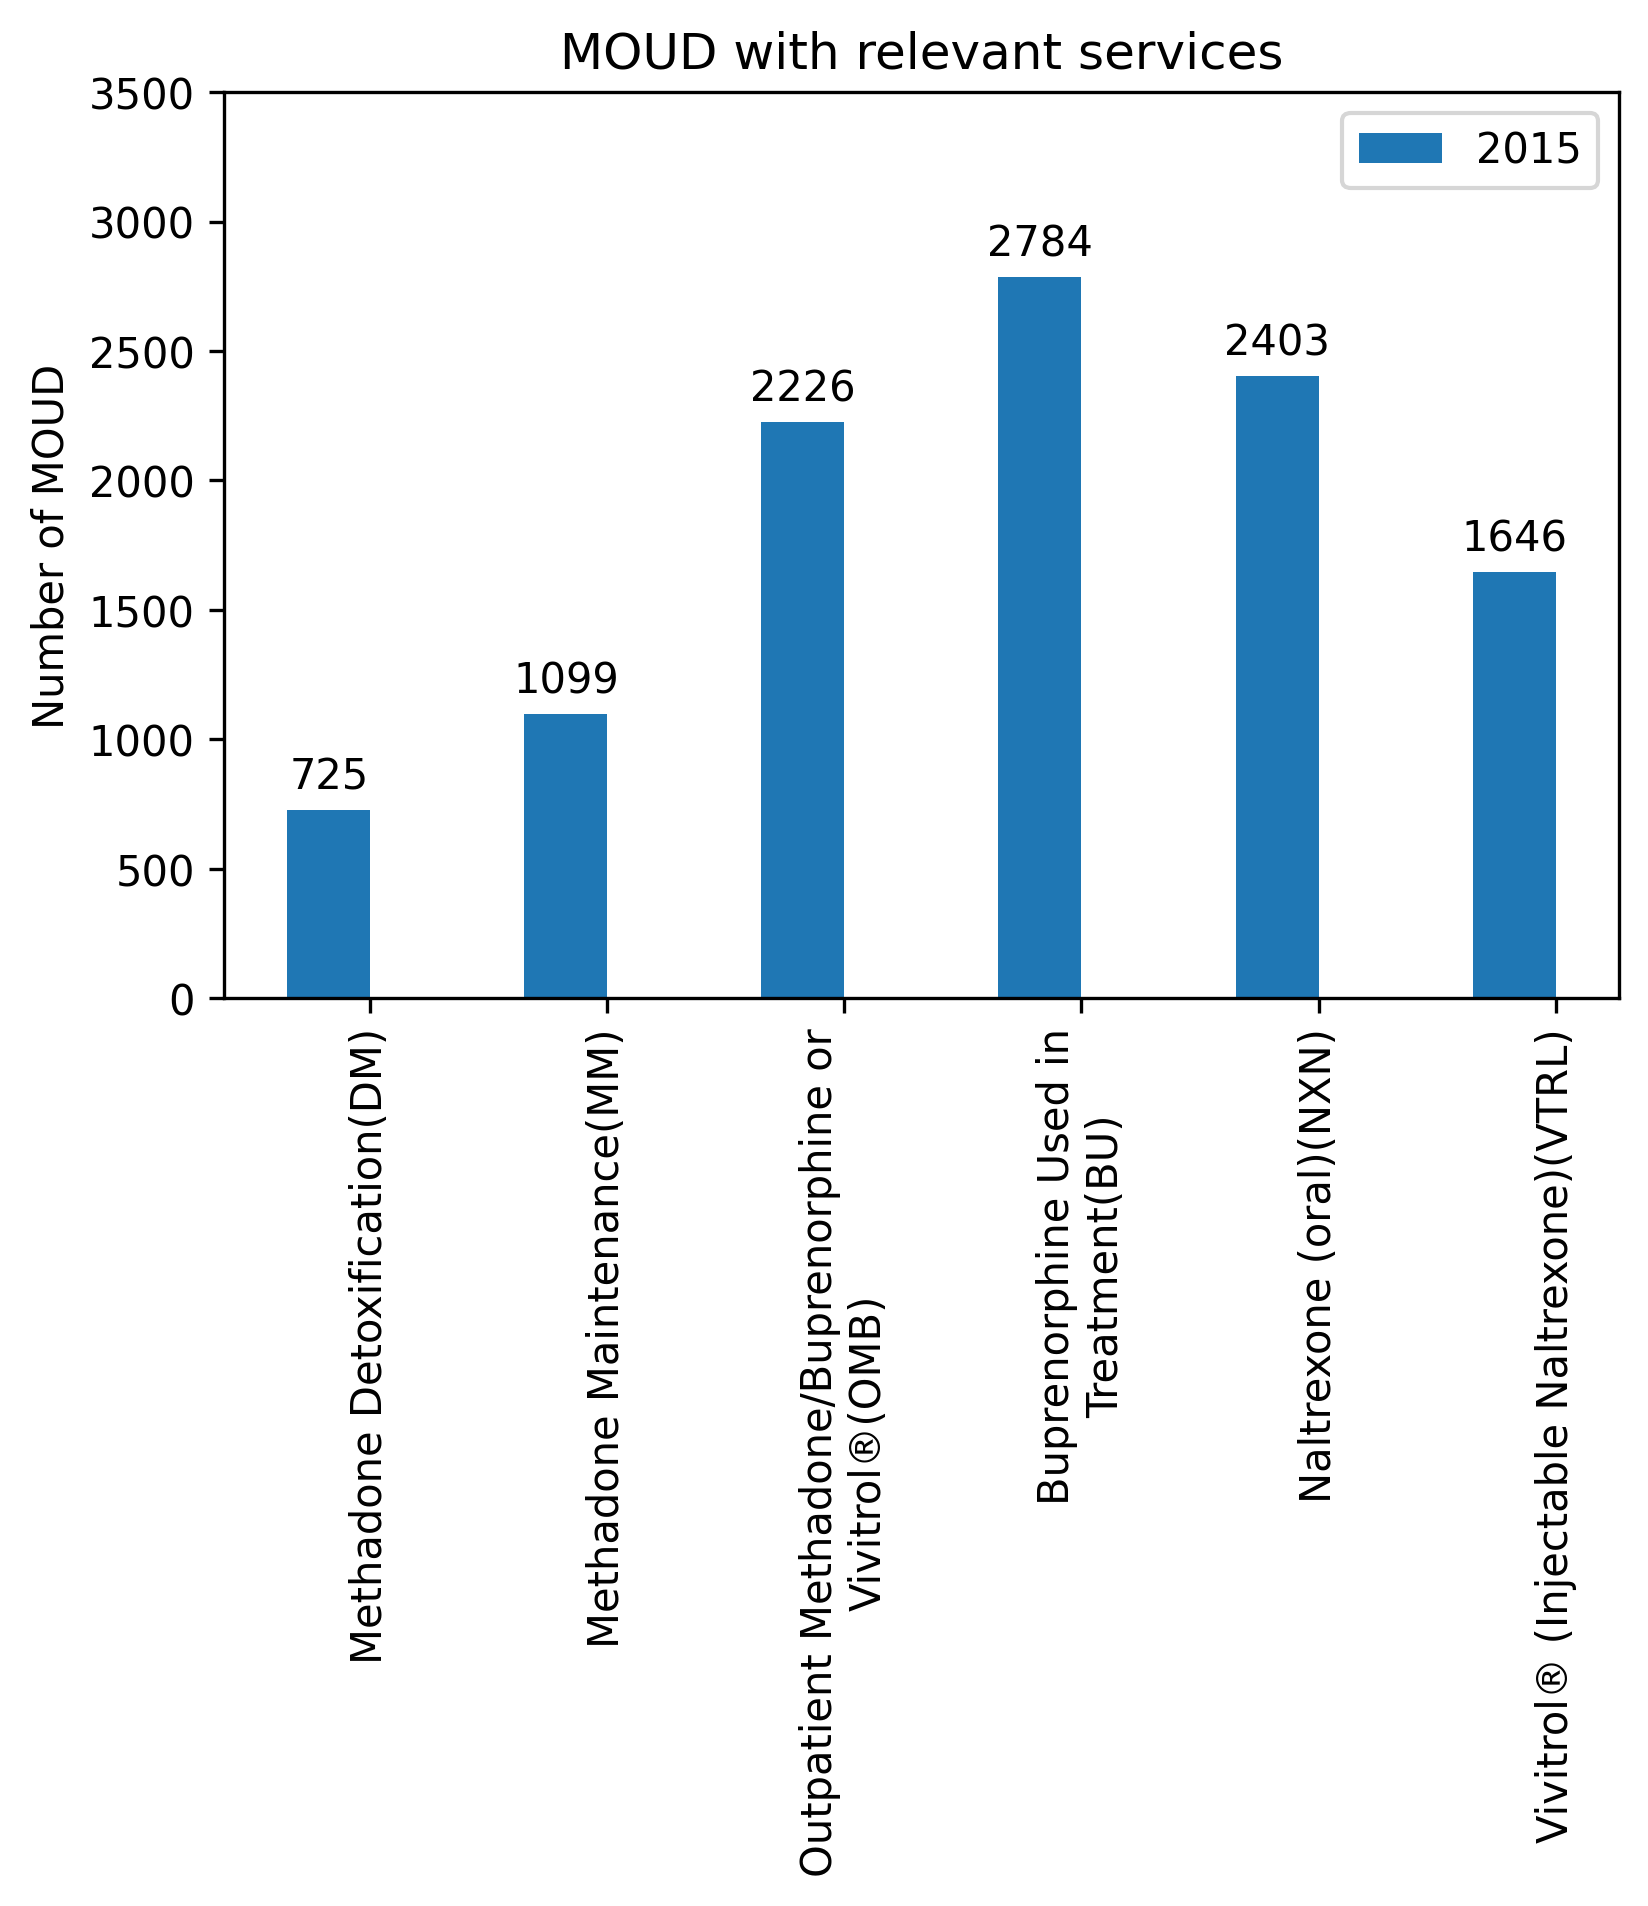 MOUD with relevant services
2015
Number of MOUD
3500
3000
2500
2000
1500
1000
500
0
725
1099
2226
2784
2403
1646
Methadone Detoxification(DM)
Methadone Maintenance(MM)
Outpatient Methadone/Buprenorphine or
Vivitrol®(OMB)
Buprenorphine Used in
Treatment(BU)
Naltrexone (oral)(NXN)
Vivitrol® (Injectable Naltrexone)(VTRL)